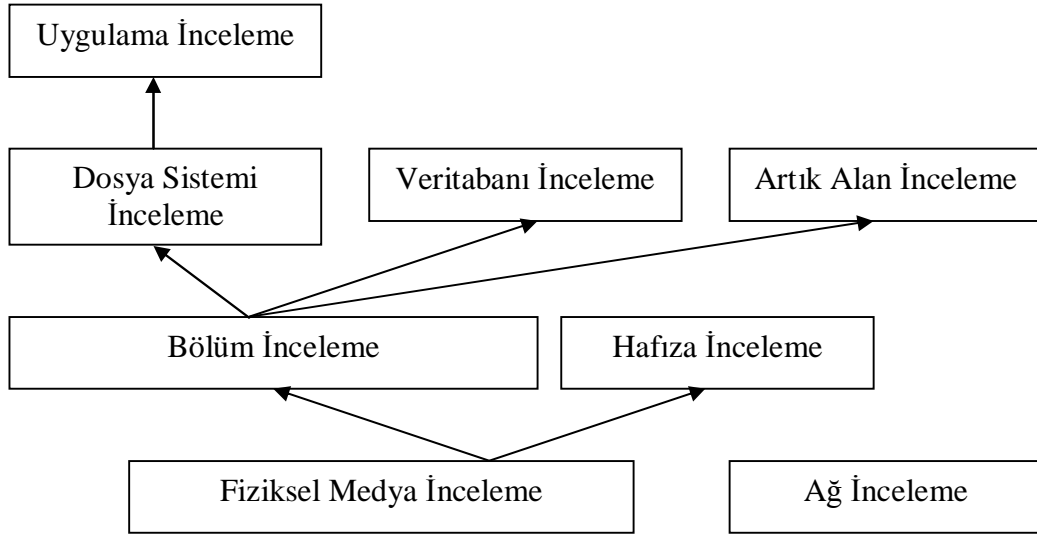 Uygulama İnceleme
Dosya Sistemi
İnceleme
Veritabanı İnceleme
Artık Alan İnceleme
Bölüm İnceleme
Hafıza İnceleme
Fiziksel Medya İnceleme
Ağ İnceleme